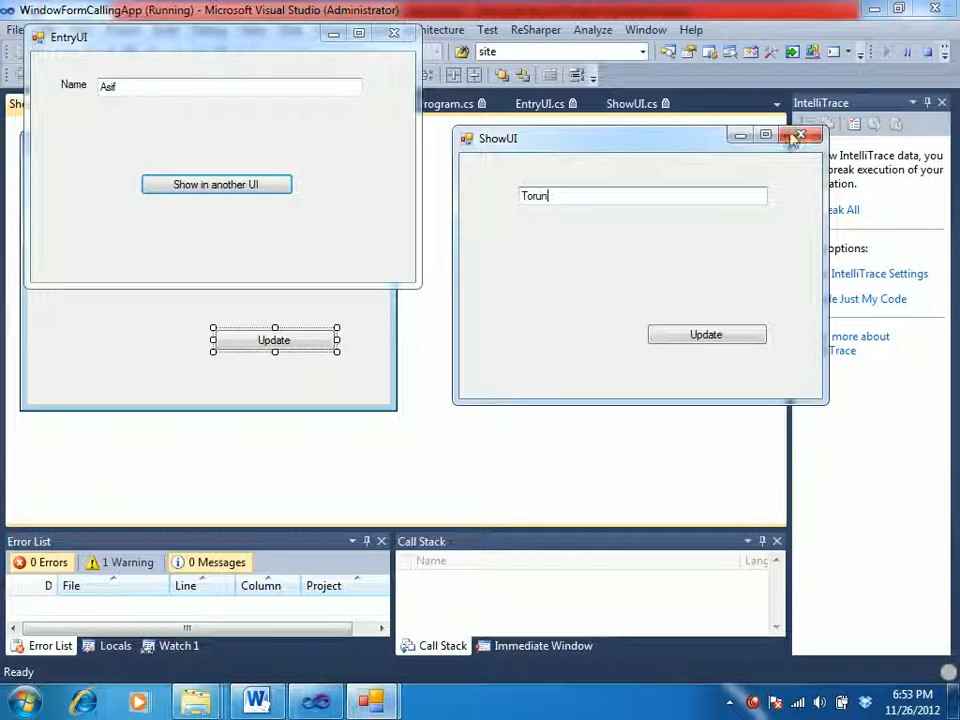 WindowFormCallingApp (Running) - Microsoft Visual Studio (Administrator)
EntryUI
Test ReSharper Analyze Window Help
site
Name Asif
Show in another UI
rogram.cs EntryUI.cs ShowUI.cs
IntelliTrace
ShowUI
Torun
Update
Update
w IntelliTrace data, you
break execution of your
ation.
eak All
options:
IntelliTrace Settings
le Just My Code
more about
Trace
Error List
0 Errors 1 Warning 0 Messages
D File Line Column Project
Error List Locals Watch 1
Call Stack
Name Lang
Call Stack Immediate Window
Ready
6:53 PM
11/26/2012